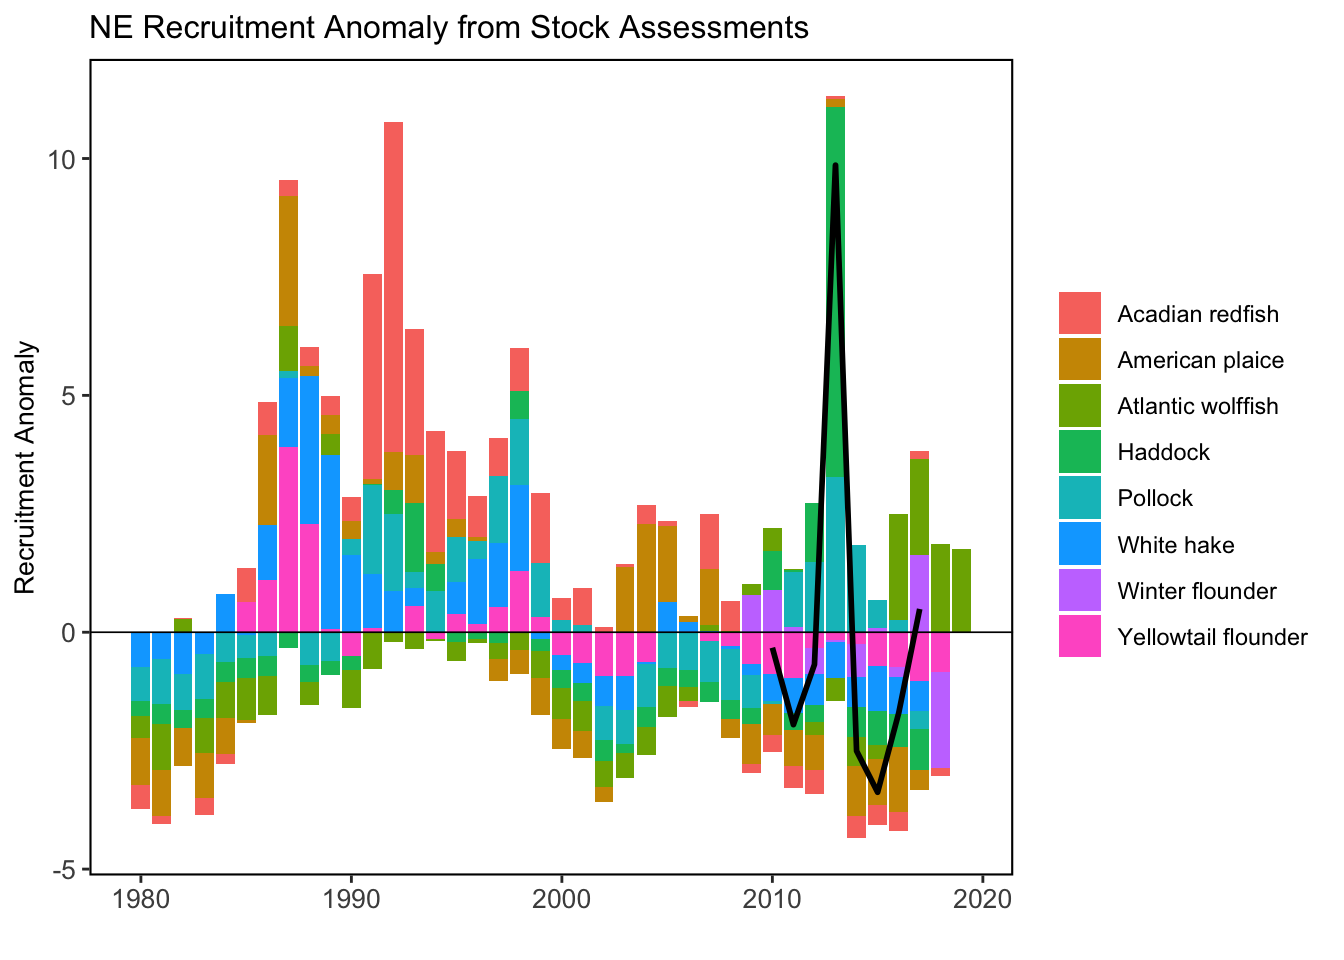 NE Recruitment Anomaly from Stock Assessments
Recruitment Anomaly
10
5
0
-5
1980
1990
2000
2010
2020
Acadian redfish
American plaice
Atlantic wolffish
Haddock
Pollock
White hake
Winter flounder
Yellowtail flounder